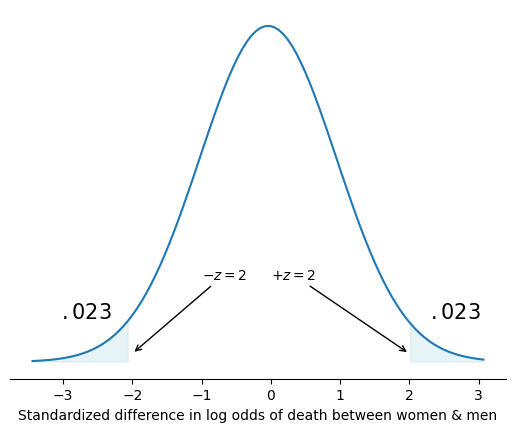 −z = 2 +z = 2
.023 .023
−3 −2 −1 0 1 2 3
Standardized difference in log odds of death between women & men